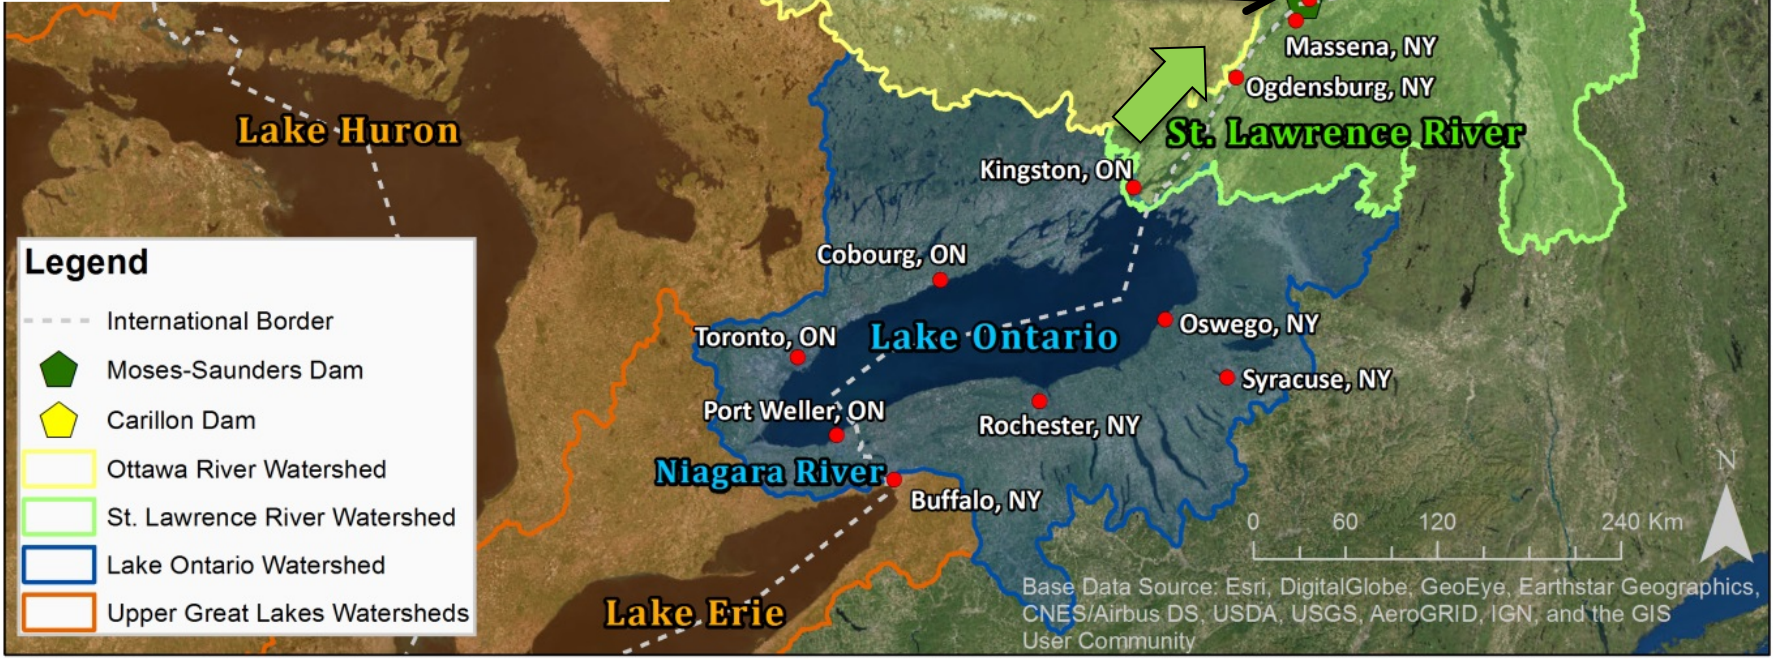 Massena, NY
Ogdensburg, NY
Lake Huron
St. Lawrence River
Kingston, ON
Cobourg, ON
Legend
International Border
Moses-Saunders Dam
Carillon Dam
Ottawa River Watershed
St. Lawrence River Watershed
Lake Ontario Watershed
Upper Great Lakes Watersheds
Toronto, ON
Lake Ontario
Oswego, NY
Syracuse, NY
Port Weller, ON
Rochester, NY
Niagara River
Buffalo, NY
Lake Erie
N
0 60 120 240 Km
Base Data Source: Esri, DigitalGlobe, GeoEye, Earthstar Geographics,
CNES/Airbus DS, USDA, USGS, AeroGRID, IGN, and the GIS
User Community